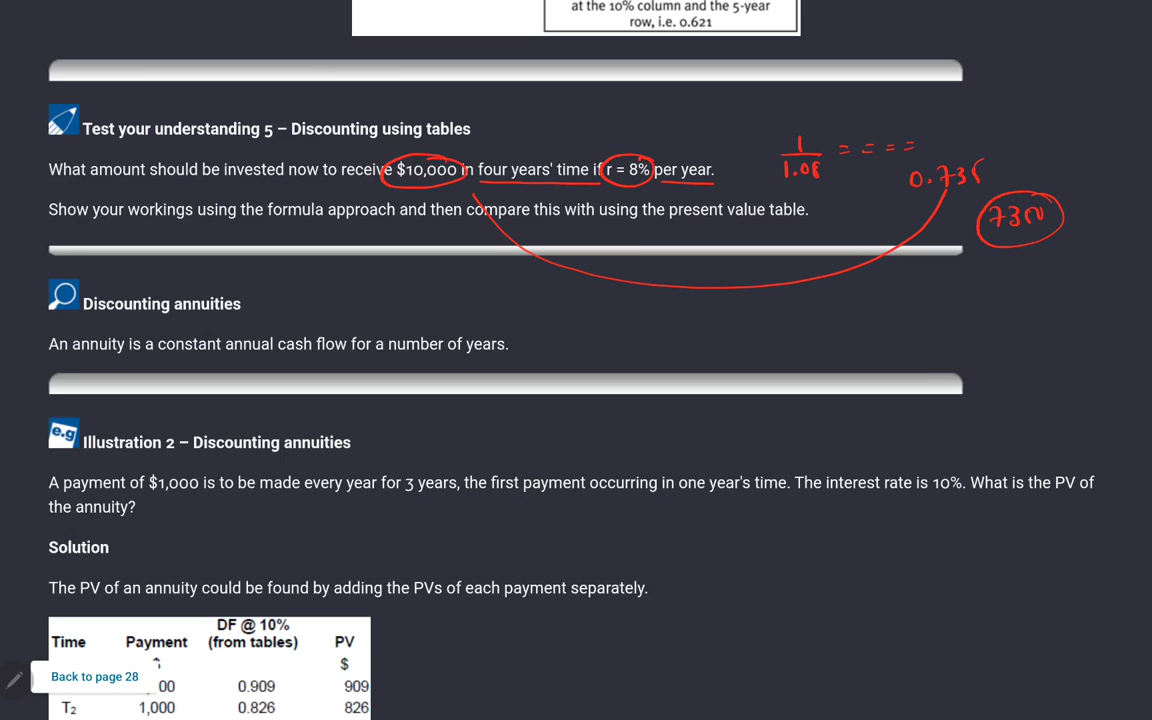 at the 10% column and the 5-year
row, i.e. 0.621
Test your understanding 5 – Discounting using tables
What amount should be invested now to receive $10,000 in four years' time if r = 8% per year.
1
1.08 = = = =
0.735
7350
Show your workings using the formula approach and then compare this with using the present value table.
Discounting annuities
An annuity is a constant annual cash flow for a number of years.
e.g
Illustration 2 – Discounting annuities
A payment of $1,000 is to be made every year for 3 years, the first payment occurring in one year's time. The interest rate is 10%. What is the PV of
the annuity?
Solution
The PV of an annuity could be found by adding the PVs of each payment separately.
DF @ 10%
Time Payment (from tables) PV
$
Back to page 28
00 0.909 909
T₂ 1,000 0.826 826